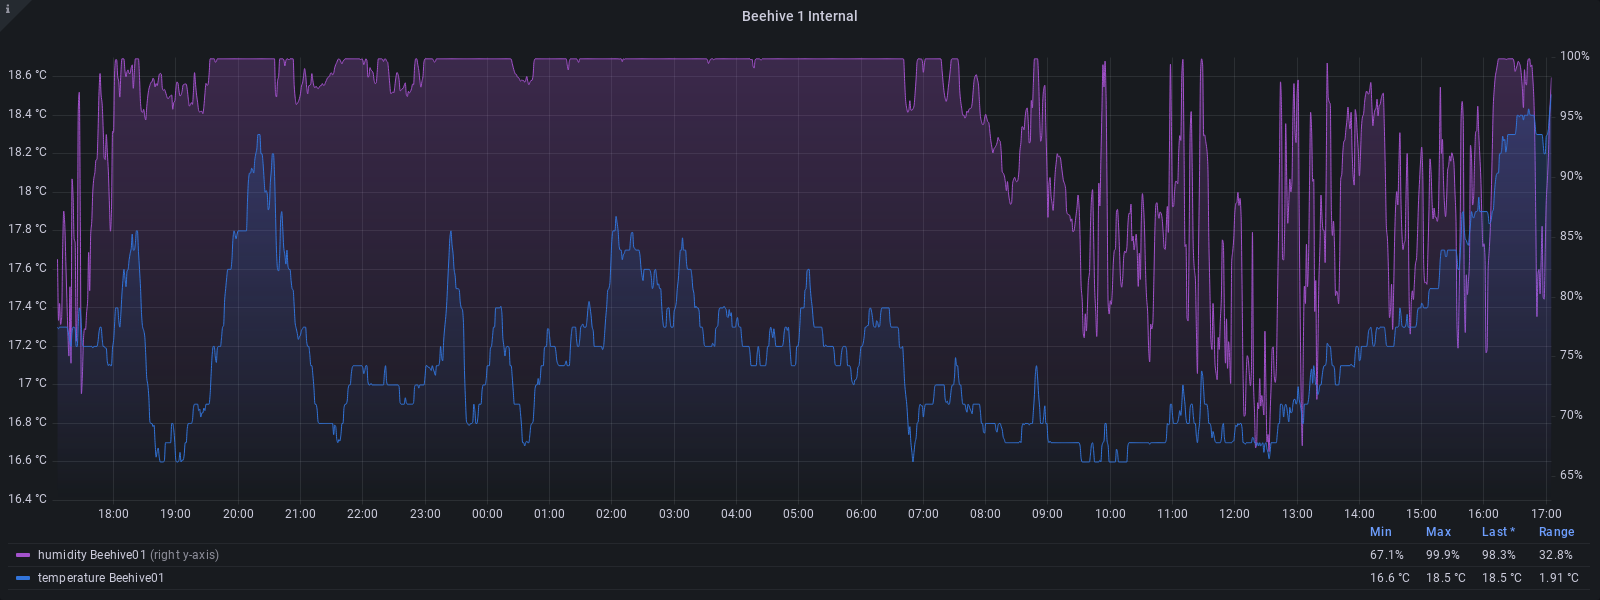 i
Beehive 1 Internal
18.6 °C
18.4 °C
18.2 °C
18 °C
17.8 °C
17.6 °C
17.4 °C
17.2 °C
17 °C
16.8 °C
16.6 °C
16.4 °C
100%
95%
90%
85%
80%
75%
70%
65%
18:00 19:00 20:00 21:00 22:00 23:00 00:00 01:00 02:00 03:00 04:00 05:00 06:00 07:00 08:00 09:00 10:00 11:00 12:00 13:00 14:00 15:00 16:00 17:00
Min Max Last * Range
humidity Beehive01 (right y-axis) 67.1% 99.9% 98.3% 32.8%
temperature Beehive01 16.6 °C 18.5 °C 18.5 °C 1.91 °C